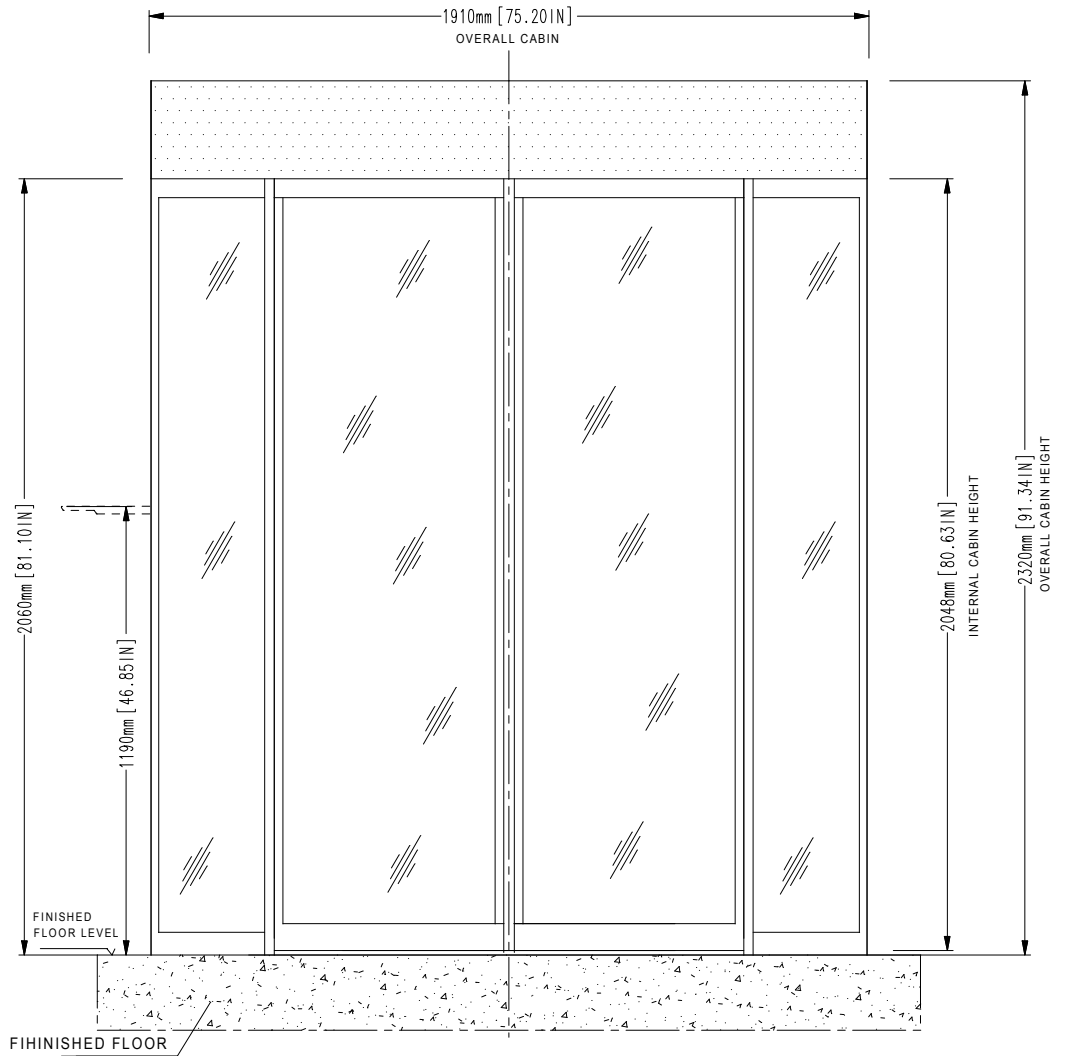 1910mm [75.20IN]
OVERALL CABIN
2060mm [81.10IN]
1190mm [46.85IN]
2048mm [80.63IN]
INTERNAL CABIN HEIGHT
2320mm [91.34IN]
OVERALL CABIN HEIGHT
FINISHED
FLOOR LEVEL
FIHINISHED FLOOR